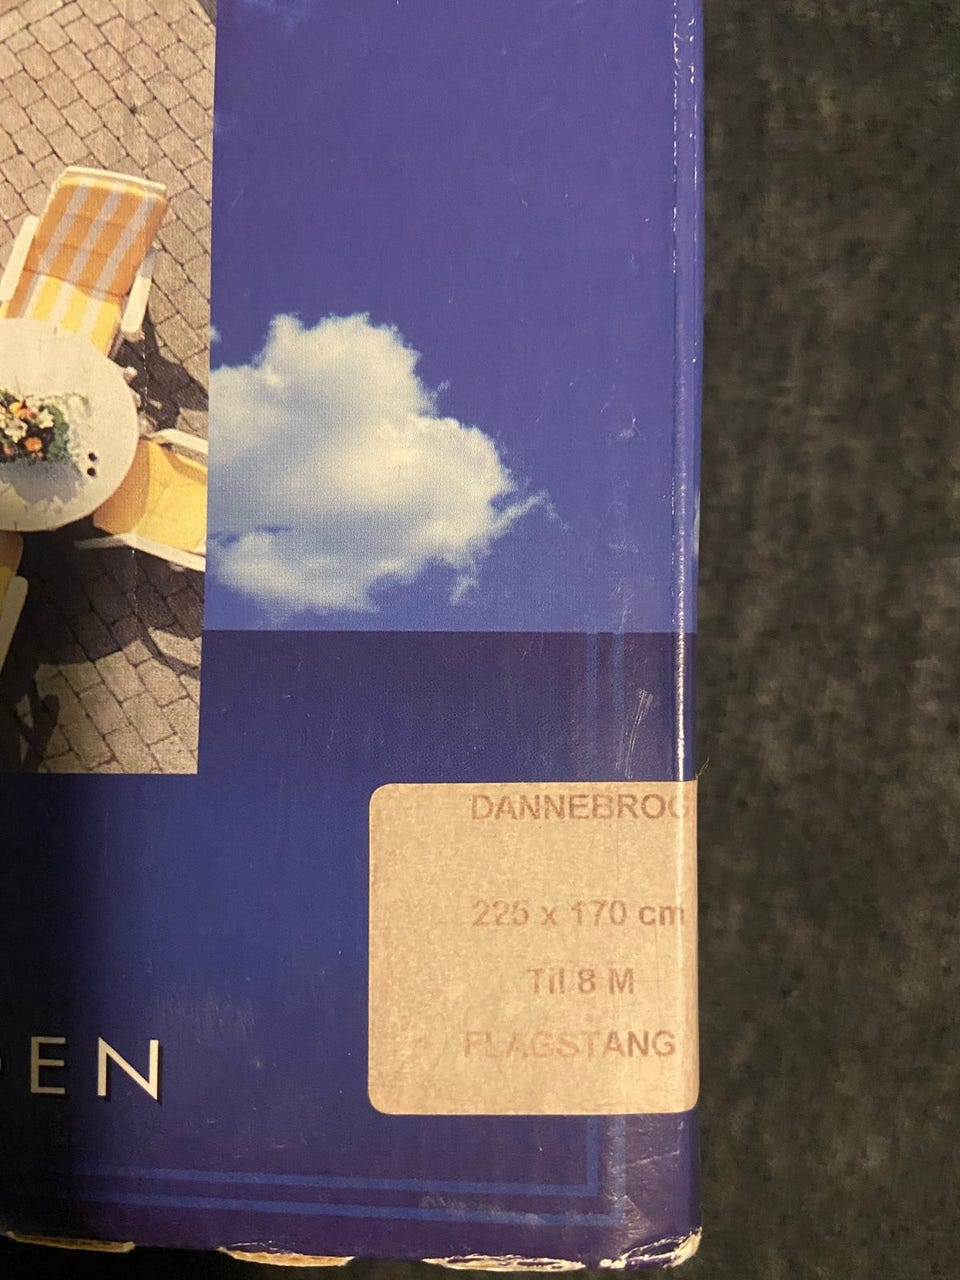 DANNEBROG
225 x 170 cm
Til 8 M
FLAGSTANG
DEN